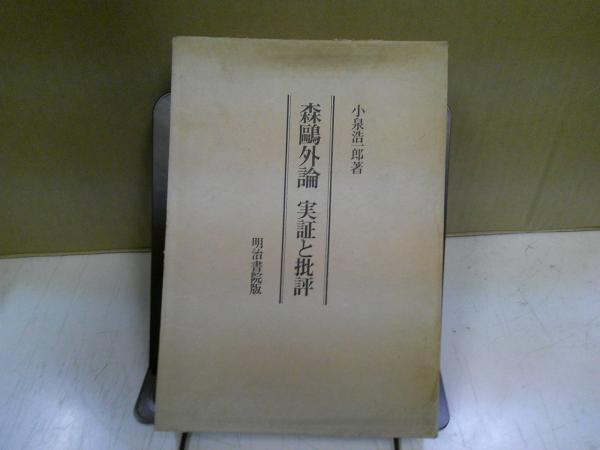 小泉浩一郎著
森鷗外論 実証と批評
明治書院版